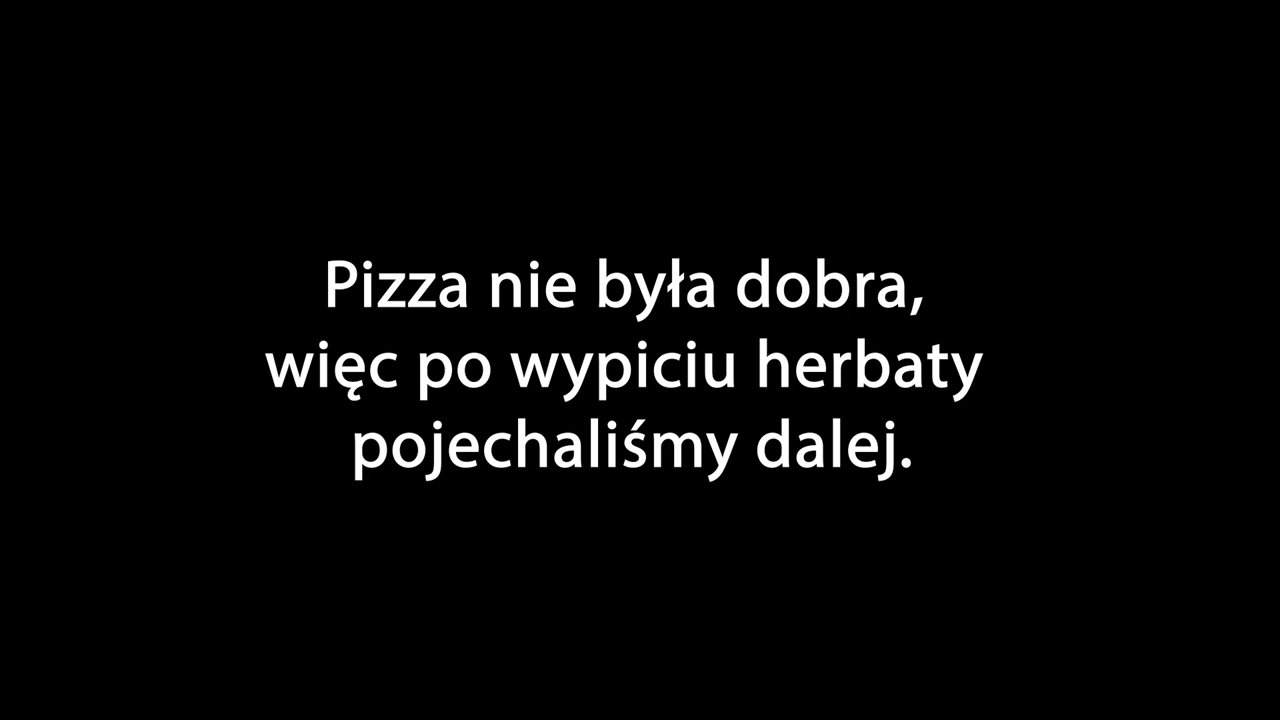 Pizza nie była dobra,
więc po wypiciu herbaty
pojechaliśmy dalej.